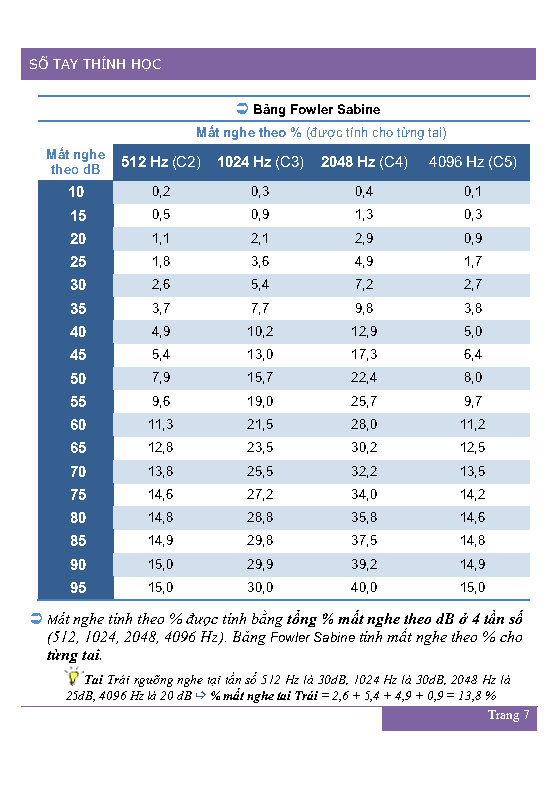 SỔ TAY THÍNH HỌC
➲ Bảng Fowler Sabine
Mất nghe theo % (được tính cho từng tai)
Mất nghe theo dB 512 Hz (C2) 1024 Hz (C3) 2048 Hz (C4) 4096 Hz (C5)
10 0,2 0,3 0,4 0,1
15 0,5 0,9 1,3 0,3
20 1,1 2,1 2,9 0,9
25 1,8 3,6 4,9 1,7
30 2,6 5,4 7,2 2,7
35 3,7 7,7 9,8 3,8
40 4,9 10,2 12,9 5,0
45 5,4 13,0 17,3 6,4
50 7,9 15,7 22,4 8,0
55 9,6 19,0 25,7 9,7
60 11,3 21,5 28,0 11,2
65 12,8 23,5 30,2 12,5
70 13,8 25,5 32,2 13,5
75 14,6 27,2 34,0 14,2
80 14,8 28,8 35,8 14,6
85 14,9 29,8 37,5 14,8
90 15,0 29,9 39,2 14,9
95 15,0 30,0 40,0 15,0
➲ Mất nghe tính theo % được tính bằng tổng % mất nghe theo dB ở 4 tần số
(512, 1024, 2048, 4096 Hz). Bảng Fowler Sabine tính mất nghe theo % cho
từng tai.
Tai Trái ngưỡng nghe tại tần số 512 Hz là 30dB, 1024 Hz là 30dB, 2048 Hz là
25dB, 4096 Hz là 20 dB ➪ % mất nghe tai Trái = 2,6 + 5,4 + 4,9 + 0,9 = 13,8 %
Trang 7